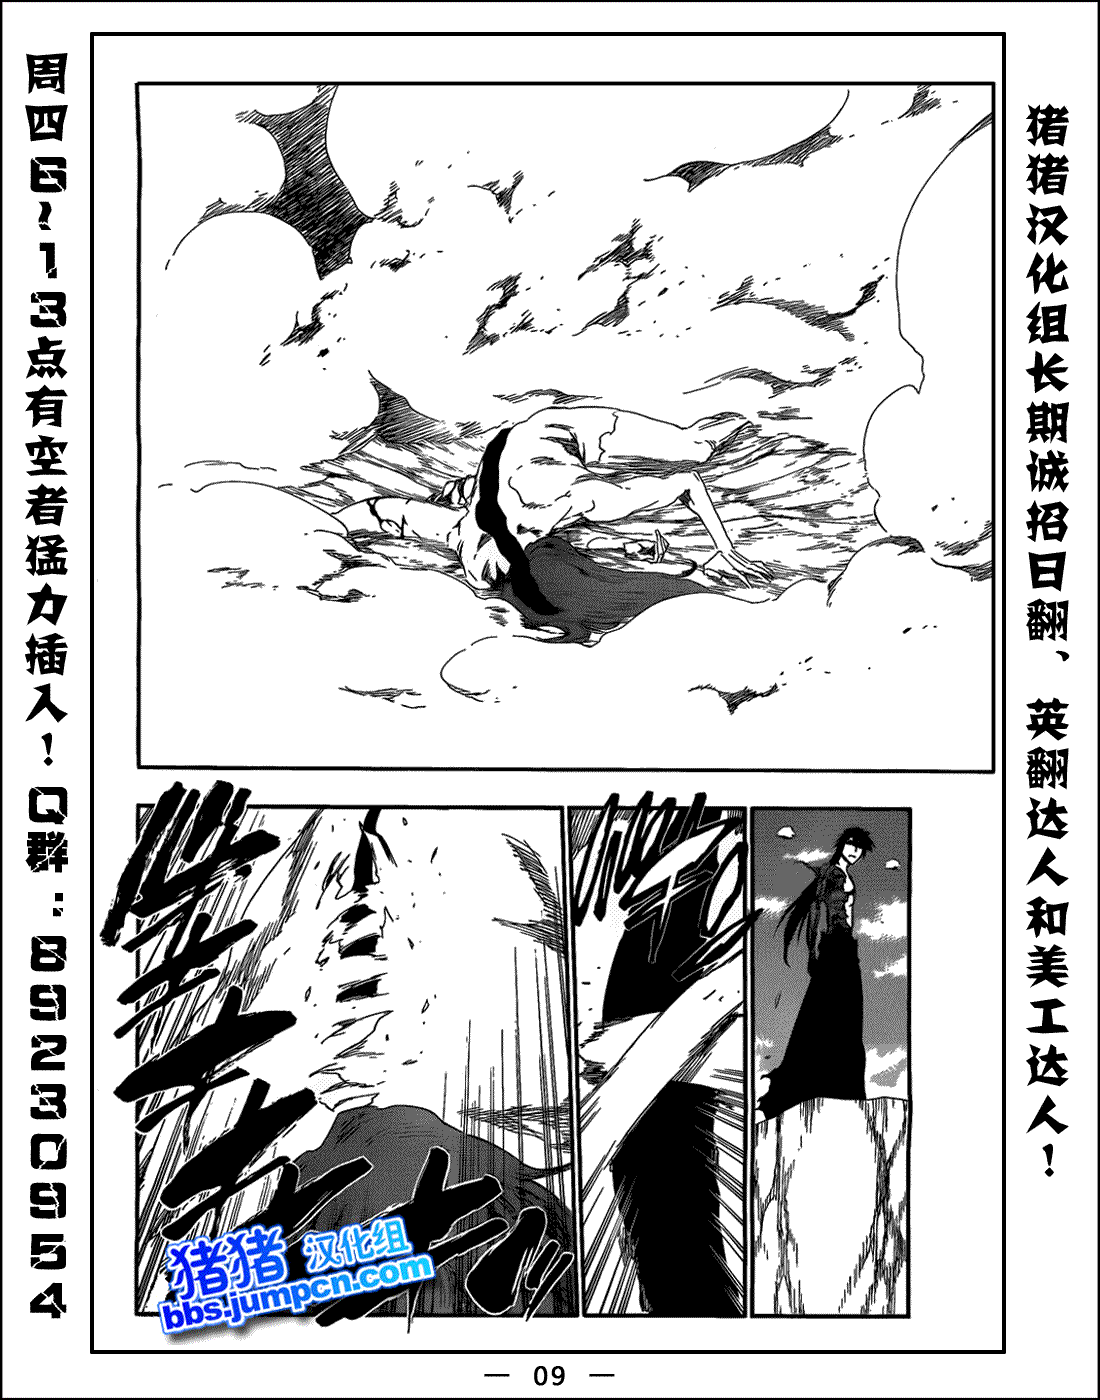 猪猪汉化组长期诚招日翻、英翻达人和美工达人！
周四6~13点有空者猛力插入！Q群：89230954
猪猪 汉化组
bbs.jumpcn.com
— 09 —